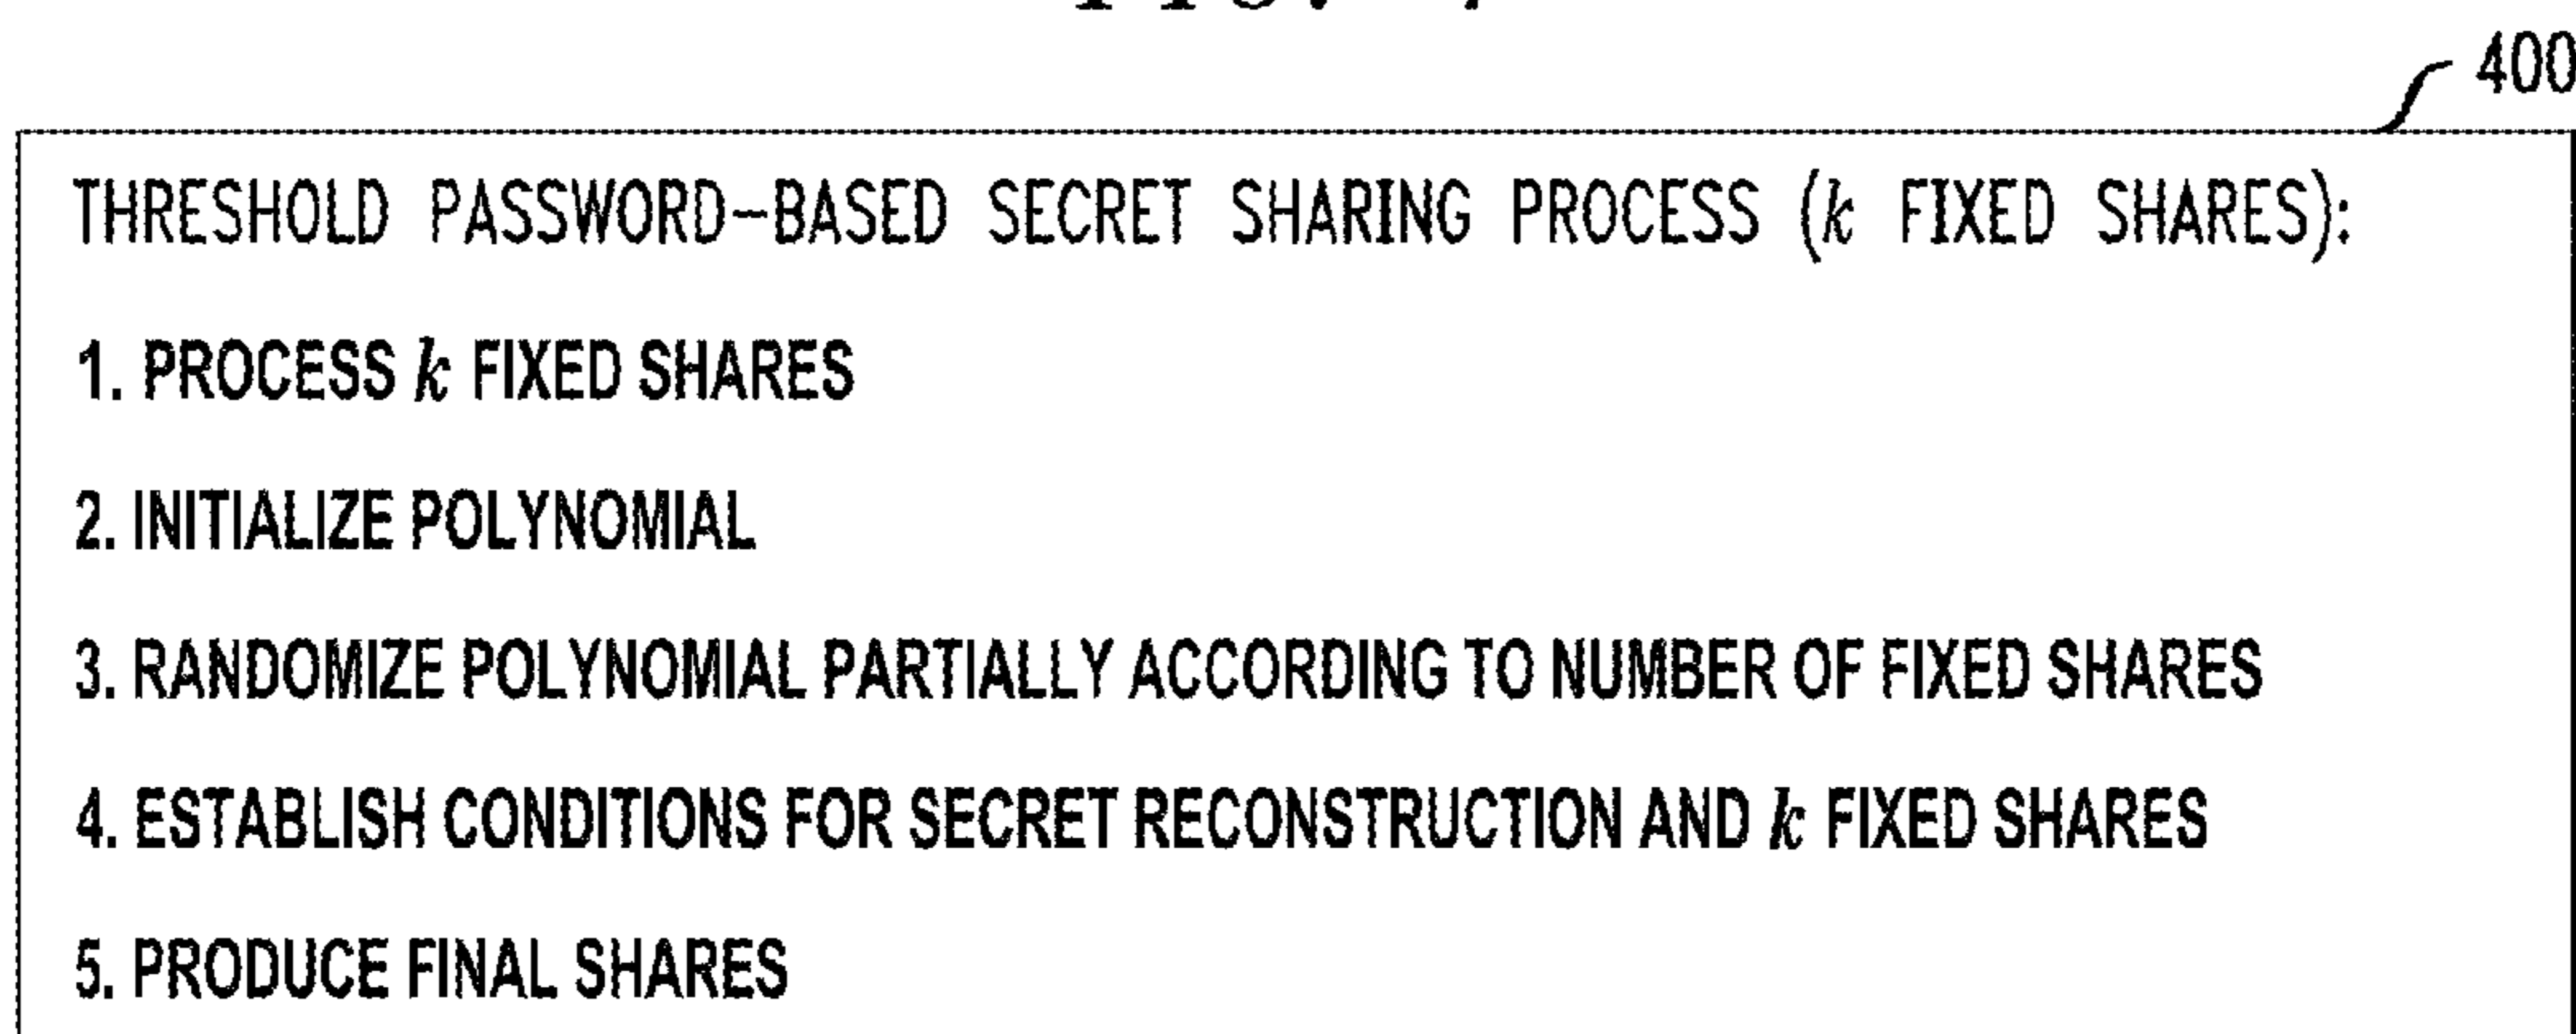 400
THRESHOLD PASSWORD-BASED SECRET SHARING PROCESS (k FIXED SHARES):
1. PROCESS k FIXED SHARES
2. INITIALIZE POLYNOMIAL
3. RANDOMIZE POLYNOMIAL PARTIALLY ACCORDING TO NUMBER OF FIXED SHARES
4. ESTABLISH CONDITIONS FOR SECRET RECONSTRUCTION AND k FIXED SHARES
5. PRODUCE FINAL SHARES